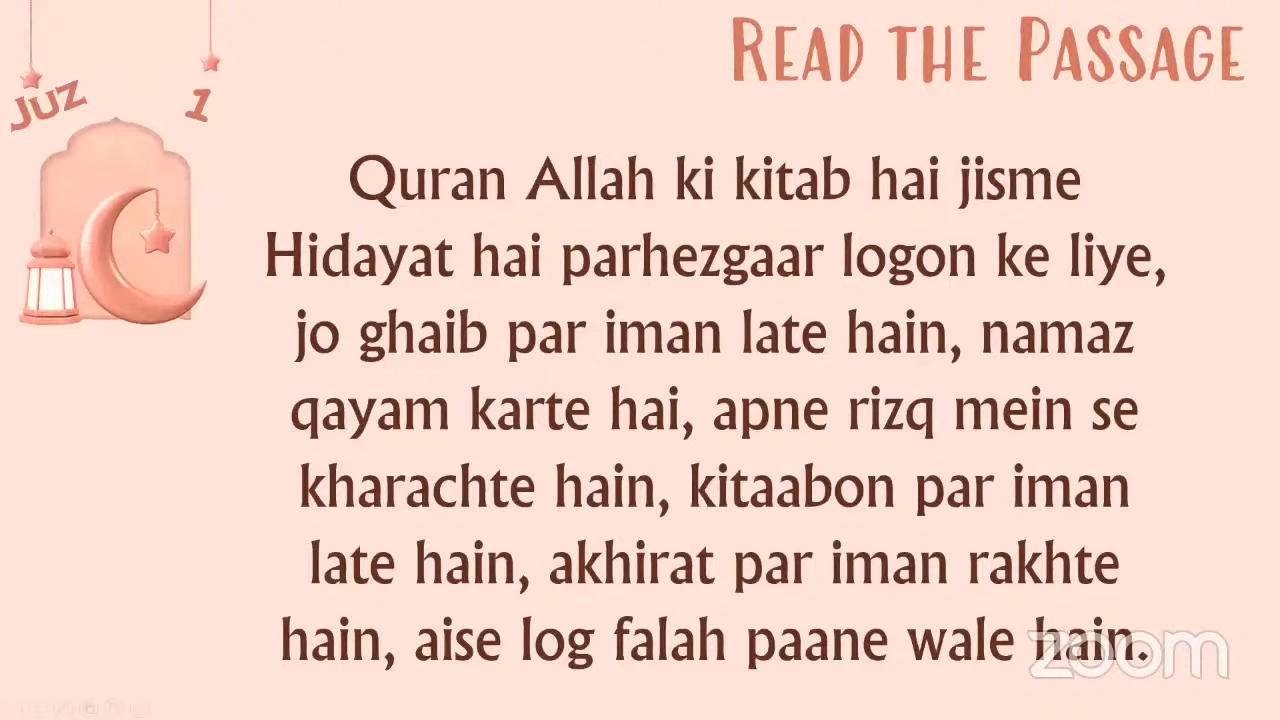 READ THE PASSAGE
JUZ 1
Quran Allah ki kitab hai jisme
Hidayat hai parhezgaar logon ke liye,
jo ghaib par iman late hain, namaz
qayam karte hai, apne rizq mein se
kharachte hain, kitaabon par iman
late hain, akhirat par iman rakhte
hain, aise log falah paane wale hain.
zoom